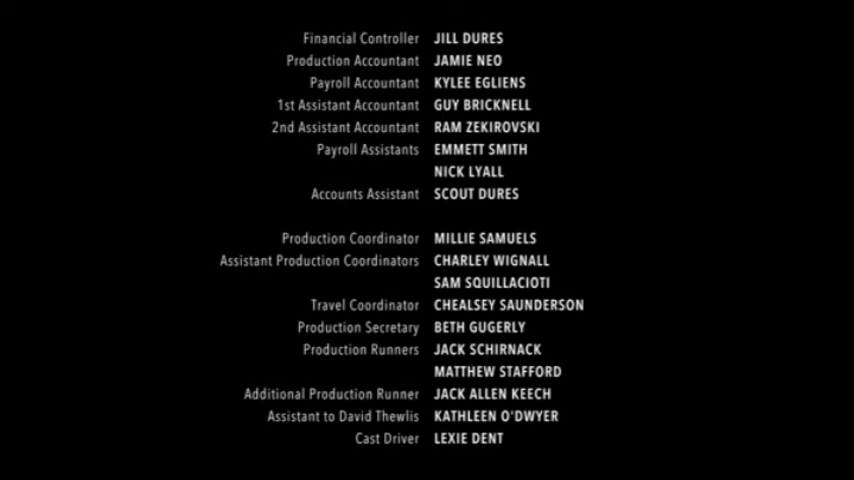 Financial Controller JILL DURES
Production Accountant JAMIE NEO
Payroll Accountant KYLEE EGLIENS
1st Assistant Accountant GUY BRICKNELL
2nd Assistant Accountant RAM ZEKIROVSKI
Payroll Assistants EMMETT SMITH
NICK LYALL
Accounts Assistant SCOUT DURES
Production Coordinator MILLIE SAMUELS
Assistant Production Coordinators CHARLEY WIGNALL
SAM SQUILLACIOTI
Travel Coordinator CHEALSEY SAUNDERSON
Production Secretary BETH GUGERLY
Production Runners JACK SCHIRNACK
MATTHEW STAFFORD
Additional Production Runner JACK ALLEN KEECH
Assistant to David Thewlis KATHLEEN O'DWYER
Cast Driver LEXIE DENT